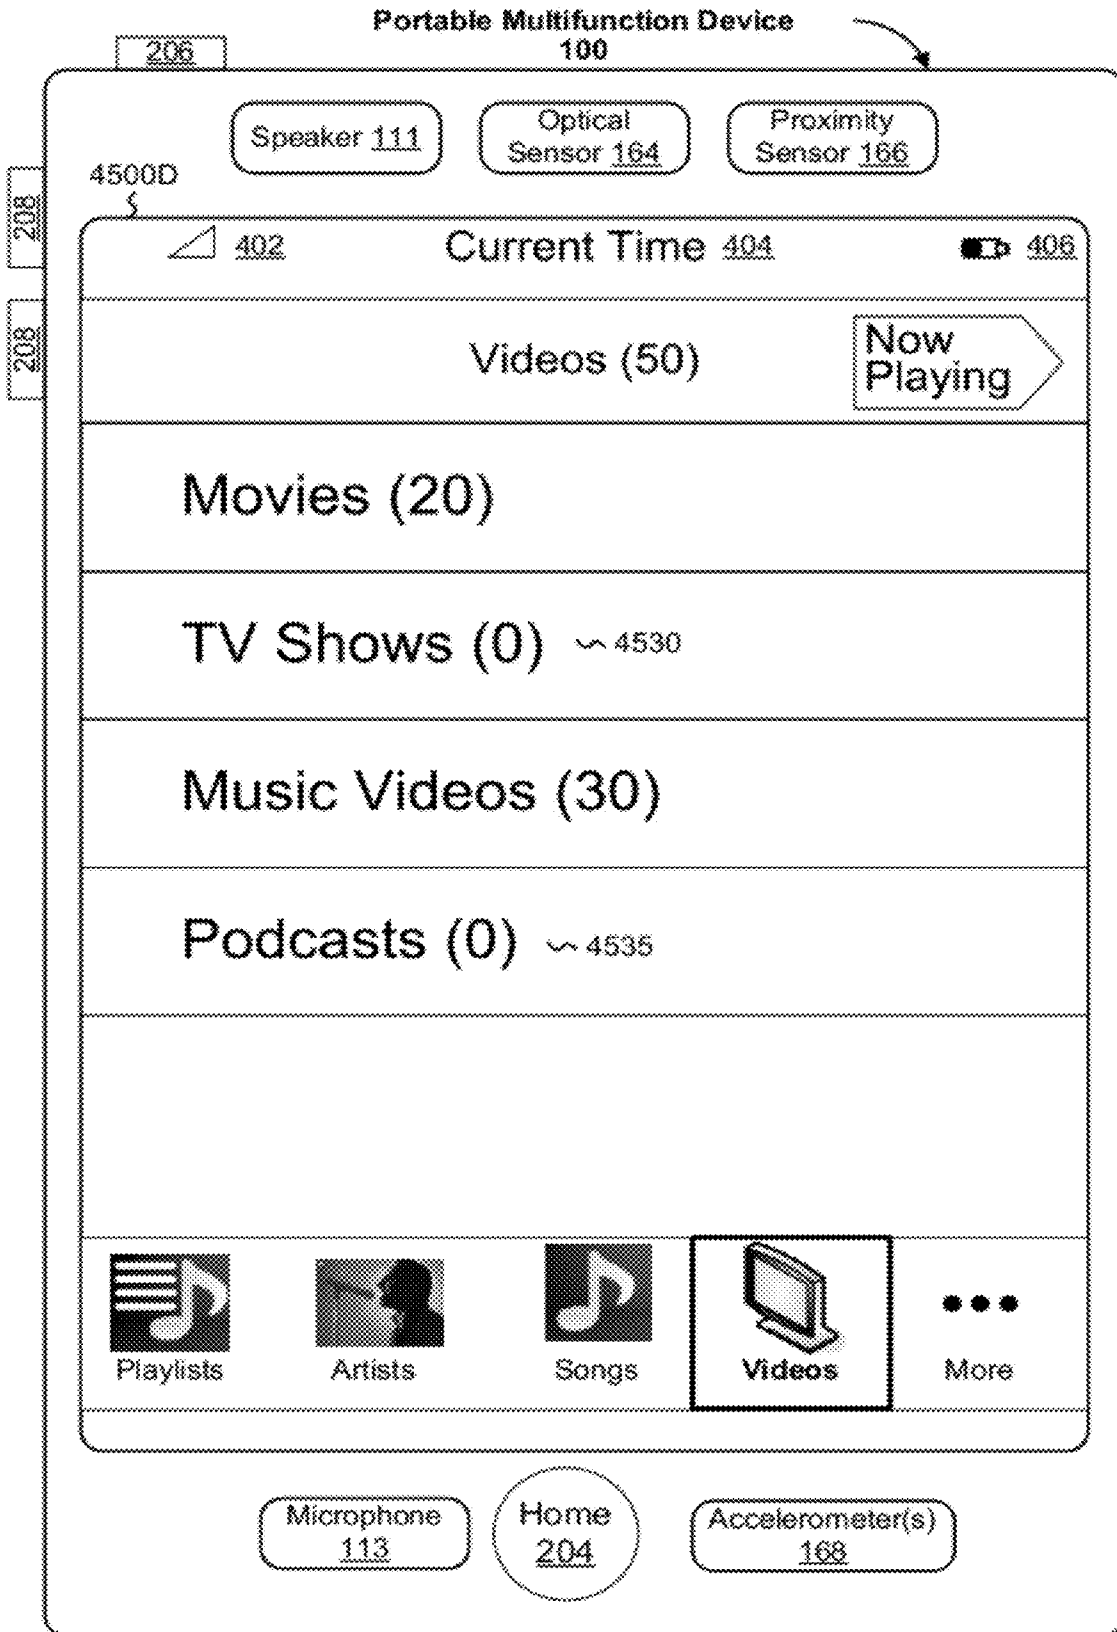 Portable Multifunction Device
100
206
Speaker 111
Optical
Sensor 164
Proximity
Sensor 166
4500D
208
208
402
Current Time 404
406
Videos (50)
Now
Playing
Movies (20)
TV Shows (0)
4530
Music Videos (30)
Podcasts (0)
4535
Playlists
Artists
Songs
Videos
More
Microphone
113
Home
204
Accelerometer(s)
168